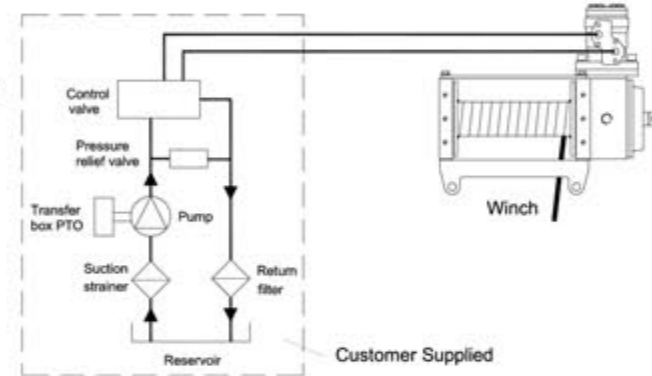 Control
valve
Pressure
relief valve
Transfer
box PTO
Pump
Suction
strainer
Return
filter
Reservoir
Winch
Customer Supplied